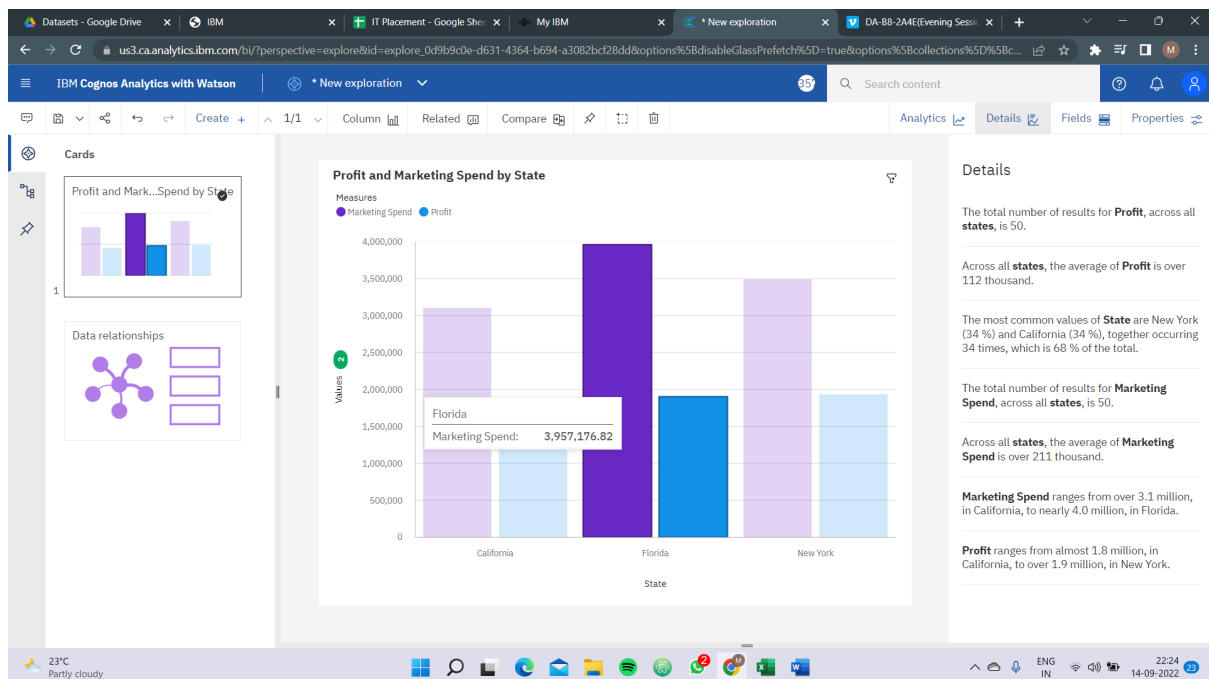 Datasets - Google Drive
IBM
IT Placement - Google She
My IBM
* New exploration
DA-B8-2A4E(Evening Sessic
us3.ca.analytics.ibm.com/bi/?perspective=explore&id=explore_0d9b9c0e-d631-4364-b694-a3082bcf28dd&options%5BdisableGlassPrefetch%5D=true&options%5Bcollections%5D%5Bc...
M
IBM Cognos Analytics with Watson
* New exploration
Search content
Create +
1/1
Column
Related
Compare
Analytics
Details
Fields
Properties
Cards
Profit and Mark...Spend by State
1
Data relationships
Profit and Marketing Spend by State
Measures
Marketing Spend
Profit
4,000,000
3,500,000
3,000,000
2,500,000
2,000,000
1,500,000
1,000,000
500,000
0
Values
2
Florida
Marketing Spend: 3,957,176.82
California
Florida
New York
State
Details
The total number of results for Profit, across all
states, is 50.
Across all states, the average of Profit is over
112 thousand.
The most common values of State are New York
(34 %) and California (34 %), together occurring
34 times, which is 68 % of the total.
The total number of results for Marketing
Spend, across all states, is 50.
Across all states, the average of Marketing
Spend is over 211 thousand.
Marketing Spend ranges from over 3.1 million,
in California, to nearly 4.0 million, in Florida.
Profit ranges from almost 1.8 million, in
California, to over 1.9 million, in New York.
23°C
Partly cloudy
2
M
ENG
IN
22:24
14-09-2022
23